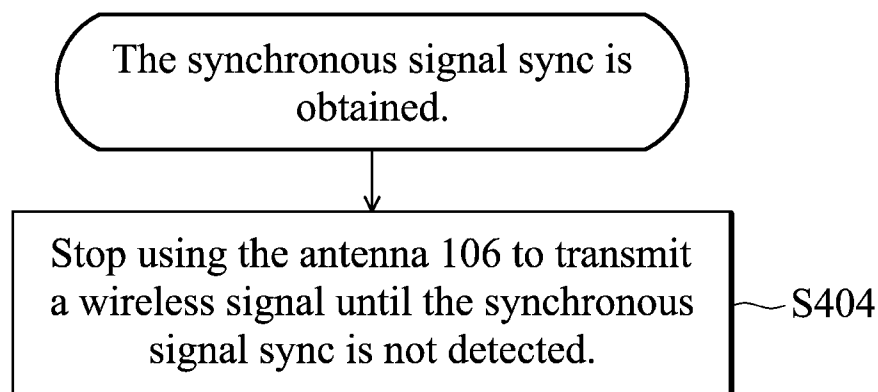 The synchronous signal sync is
obtained.
Stop using the antenna 106 to transmit
a wireless signal until the synchronous
signal sync is not detected.
S404